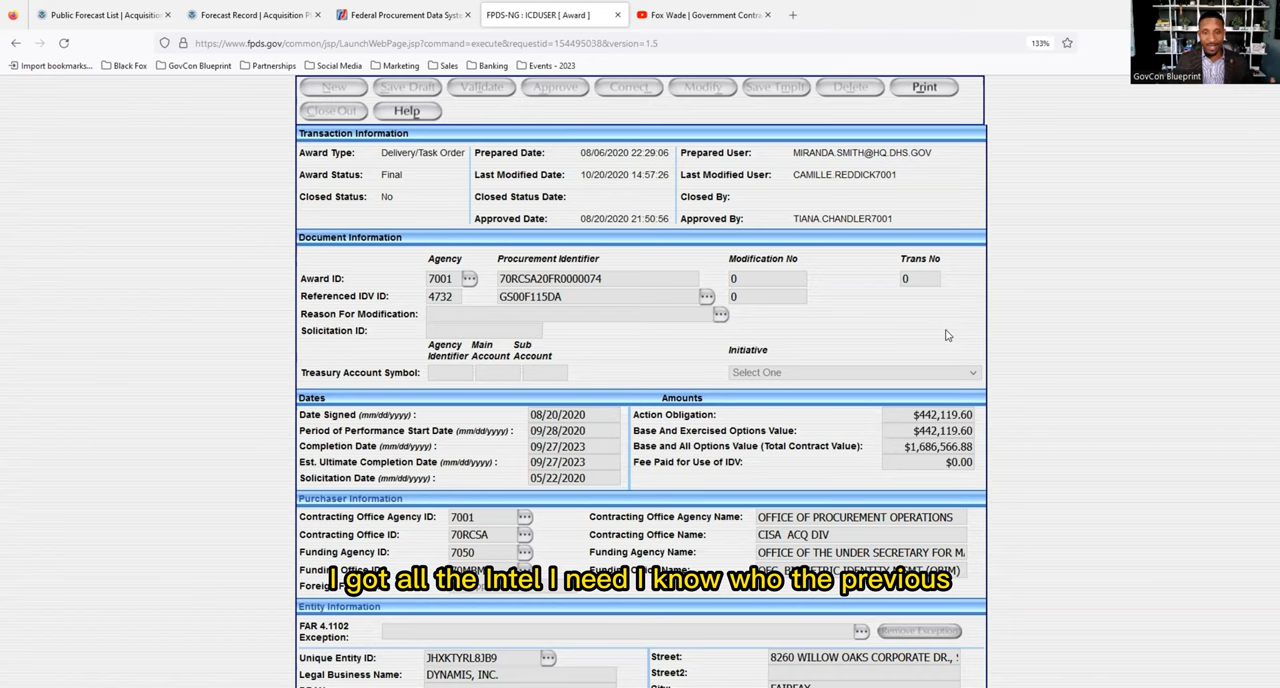 Public Forecast List | Acquisition
Forecast Record | Acquisition P
Federal Procurement Data Syste
FPDS-NG : ICDUSER [ Award ]
Fox Wade | Government Contra
https://www.fpds.gov/common/jsp/LaunchWebPage.jsp?command=execute&requestid=154495038&version=1.5
133%
Import bookmarks... Black Fox GovCon Blueprint Partnerships Social Media Marketing Sales Banking Events - 2023
GovCon Blueprint
New Save Draft Validate Approve Correct Modify Save Tmplt Delete Print
Close Out Help
Transaction Information
Award Type: Delivery/Task Order Prepared Date: 08/06/2020 22:29:06 Prepared User: MIRANDA.SMITH@HQ.DHS.GOV
Award Status: Final Last Modified Date: 10/20/2020 14:57:26 Last Modified User: CAMILLE.REDDICK7001
Closed Status: No Closed Status Date: Closed By:
Approved Date: 08/20/2020 21:50:56 Approved By: TIANA.CHANDLER7001
Document Information
Agency Procurement Identifier Modification No Trans No
Award ID: 7001 70RCSA20FR0000074 0 0
Referenced IDV ID: 4732 GS00F115DA 0
Reason For Modification:
Solicitation ID:
Agency Identifier Main Account Sub Account Initiative
Treasury Account Symbol: Select One
Dates Amounts
Date Signed (mm/dd/yyyy) : 08/20/2020 Action Obligation: $442,119.60
Period of Performance Start Date (mm/dd/yyyy) : 09/28/2020 Base And Exercised Options Value: $442,119.60
Completion Date (mm/dd/yyyy) : 09/27/2023 Base and All Options Value (Total Contract Value): $1,686,566.88
Est. Ultimate Completion Date (mm/dd/yyyy) : 09/27/2023 Fee Paid for Use of IDV: $0.00
Solicitation Date (mm/dd/yyyy) : 05/22/2020
Purchaser Information
Contracting Office Agency ID: 7001 Contracting Office Agency Name: OFFICE OF PROCUREMENT OPERATIONS
Contracting Office ID: 70RCSA Contracting Office Name: CISA ACQ DIV
Funding Agency ID: 7050 Funding Agency Name: OFFICE OF THE UNDER SECRETARY FOR
I got all the Intel I need I know who the previous
Entity Information
FAR 4.1102 Exception: Remove Exception
Unique Entity ID: JHXKTYRL8JB9 Street: 8260 WILLOW OAKS CORPORATE DR.,
Legal Business Name: DYNAMIS, INC. Street2: